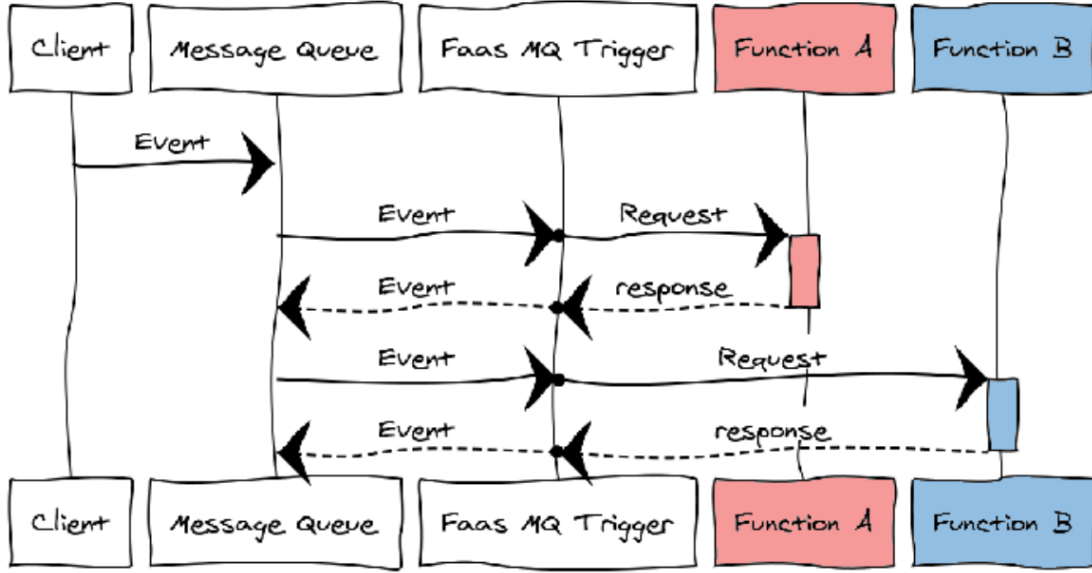 Client
Message Queue
Faas MQ Trigger
Function A
Function B
Event
Event
Request
Event
response
Event
Request
Event
response
Client
Message Queue
Faas MQ Trigger
Function A
Function B